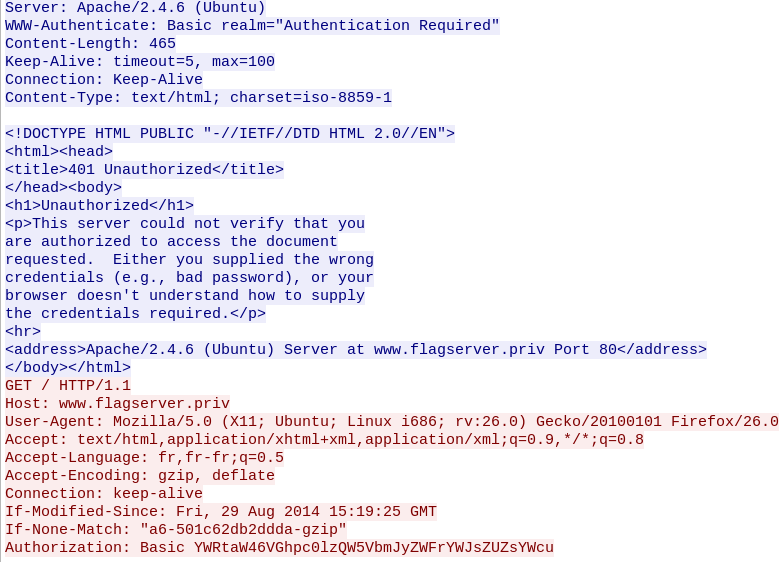 Server: Apache/2.4.6 (Ubuntu)
WWW-Authenticate: Basic realm="Authentication Required"
Content-Length: 465
Keep-Alive: timeout=5, max=100
Connection: Keep-Alive
Content-Type: text/html; charset=iso-8859-1
<!DOCTYPE HTML PUBLIC "-//IETF//DTD HTML 2.0//EN">
<html><head>
<title>401 Unauthorized</title>
</head><body>
<h1>Unauthorized</h1>
<p>This server could not verify that you
are authorized to access the document
requested.  Either you supplied the wrong
credentials (e.g., bad password), or your
browser doesn't understand how to supply
the credentials required.</p>
<hr>
<address>Apache/2.4.6 (Ubuntu) Server at www.flagserver.priv Port 80</address>
</body></html>
GET / HTTP/1.1
Host: www.flagserver.priv
User-Agent: Mozilla/5.0 (X11; Ubuntu; Linux i686; rv:26.0) Gecko/20100101 Firefox/26.0
Accept: text/html,application/xhtml+xml,application/xml;q=0.9,*/*;q=0.8
Accept-Language: fr,fr-fr;q=0.5
Accept-Encoding: gzip, deflate
Connection: keep-alive
If-Modified-Since: Fri, 29 Aug 2014 15:19:25 GMT
If-None-Match: "a6-501c62db2ddda-gzip"
Authorization: Basic YWRtaW46VGhpc0lzQW5VbmJyZWFrYWJsZUZsYWcu